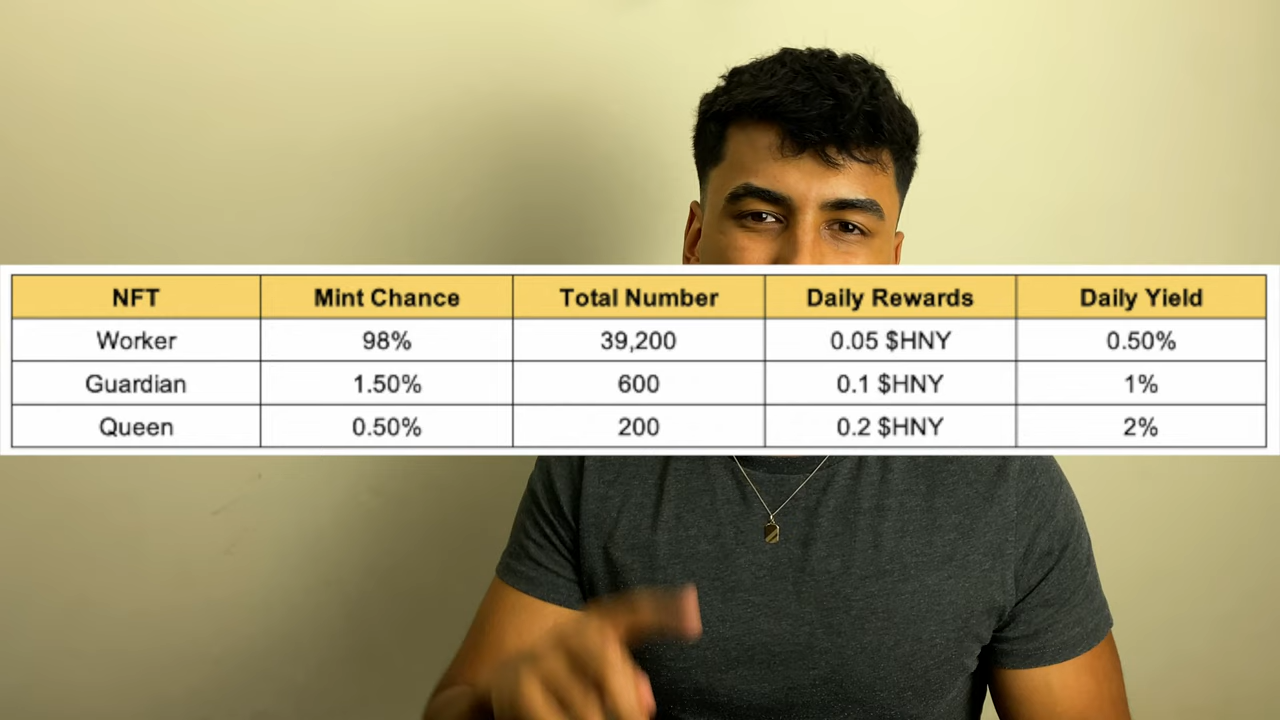 NFT Mint Chance Total Number Daily Rewards Daily Yield
Worker 98% 39,200 0.05 $HNY 0.50%
Guardian 1.50% 600 0.1 $HNY 1%
Queen 0.50% 200 0.2 $HNY 2%